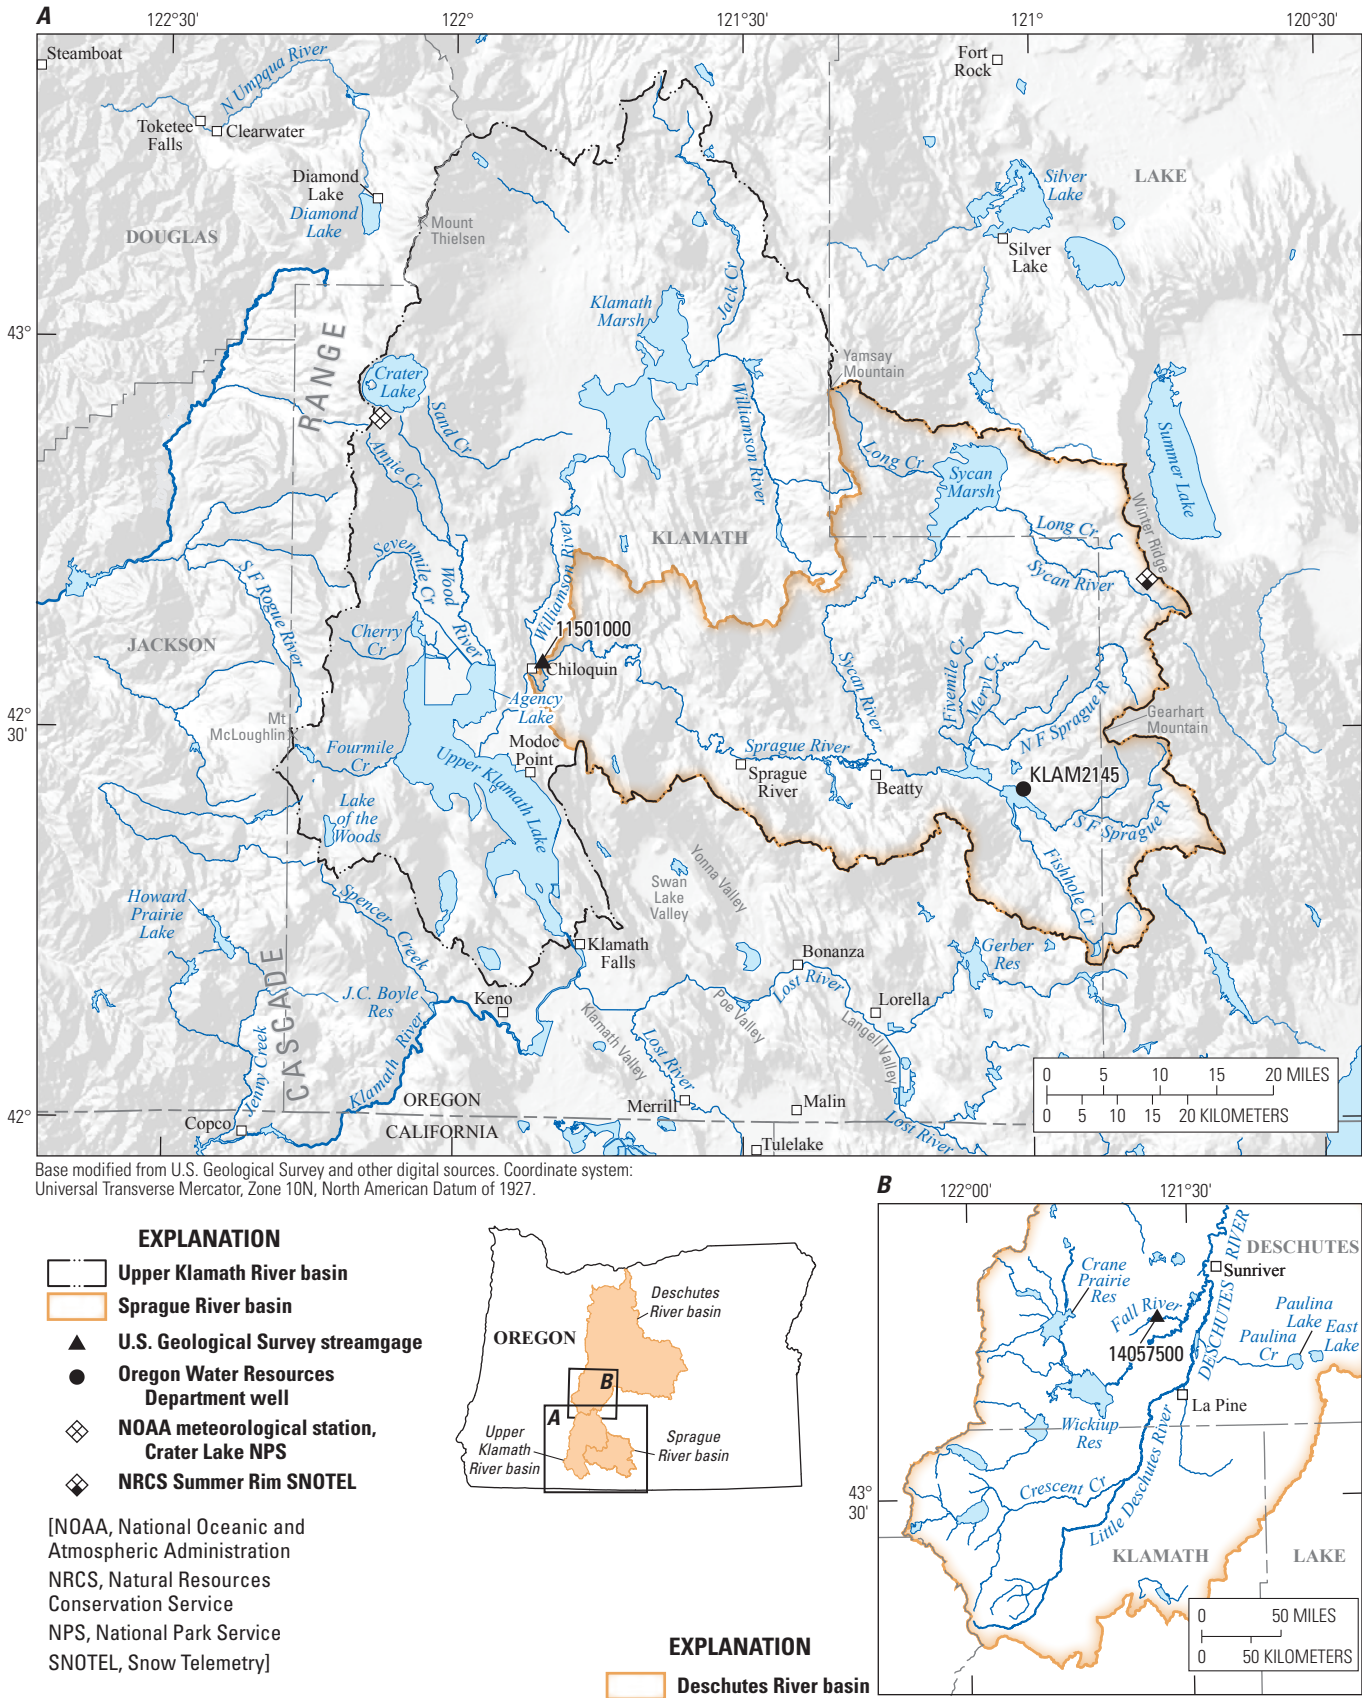 A
122°30'
122°
121°30'
121°
120°30'
Steamboat
N Umpqua River
Toketee
Falls
Clearwater
Diamond
Lake
Diamond
Lake
DOUGLAS
Mount
Thielsen
Fort
Rock
Silver
Lake
LAKE
Silver
Lake
Jack Cr
Klamath
Marsh
43°
RANGE
Crater
Lake
Sand Cr
Annie Cr
Williamson River
Yamsay
Mountain
Long Cr
Sycan
Marsh
Summer Lake
Winter Ridge
Long Cr
Sycan River
KLAMATH
Williamson River
Sevenmile Cr
Wood
River
S F Rogue River
JACKSON
Cherry
Cr
11501000
Chiloquin
Agency
Lake
Sycan River
Fivemile Cr
Meryl Cr
N F Sprague R
Gearhart
Mountain
42°
30'
Mt
McLoughlin
Fourmile
Cr
Modoc
Point
Upper Klamath Lake
Sprague River
Sprague
River
Beatty
KLAM2145
S F Sprague R
Lake
of the
Woods
Fishhole Cr
Swan
Lake
Valley
Yonna Valley
Howard
Prairie
Lake
Spencer
Creek
Klamath
Falls
Bonanza
Gerber
Res
J.C. Boyle
Res
Keno
Lost River
Poe Valley
Lorella
Langell Valley
Klamath Valley
Lost River
CASCADE
Jenny Creek
Klamath River
OREGON
CALIFORNIA
Merrill
Malin
Lost River
42°
Copco
Tulelake
0 5 10 15 20 MILES
0 5 10 15 20 KILOMETERS
Base modified from U.S. Geological Survey and other digital sources. Coordinate system:
Universal Transverse Mercator, Zone 10N, North American Datum of 1927.
EXPLANATION
Upper Klamath River basin
Sprague River basin
U.S. Geological Survey streamgage
Oregon Water Resources
Department well
NOAA meteorological station,
Crater Lake NPS
NRCS Summer Rim SNOTEL
[NOAA, National Oceanic and
Atmospheric Administration
NRCS, Natural Resources
Conservation Service
NPS, National Park Service
SNOTEL, Snow Telemetry]
OREGON
Deschutes
River basin
B
A
Upper
Klamath
River basin
Sprague
River basin
EXPLANATION
Deschutes River basin
B
122°00'
121°30'
DESCHUTES
Sunriver
DESCHUTES RIVER
Crane
Prairie
Res
Fall River
14057500
Paulina
Lake
East
Lake
Paulina
Cr
La Pine
Wickiup
Res
Crescent Cr
Little Deschutes River
43°
30'
KLAMATH
LAKE
0 50 MILES
0 50 KILOMETERS